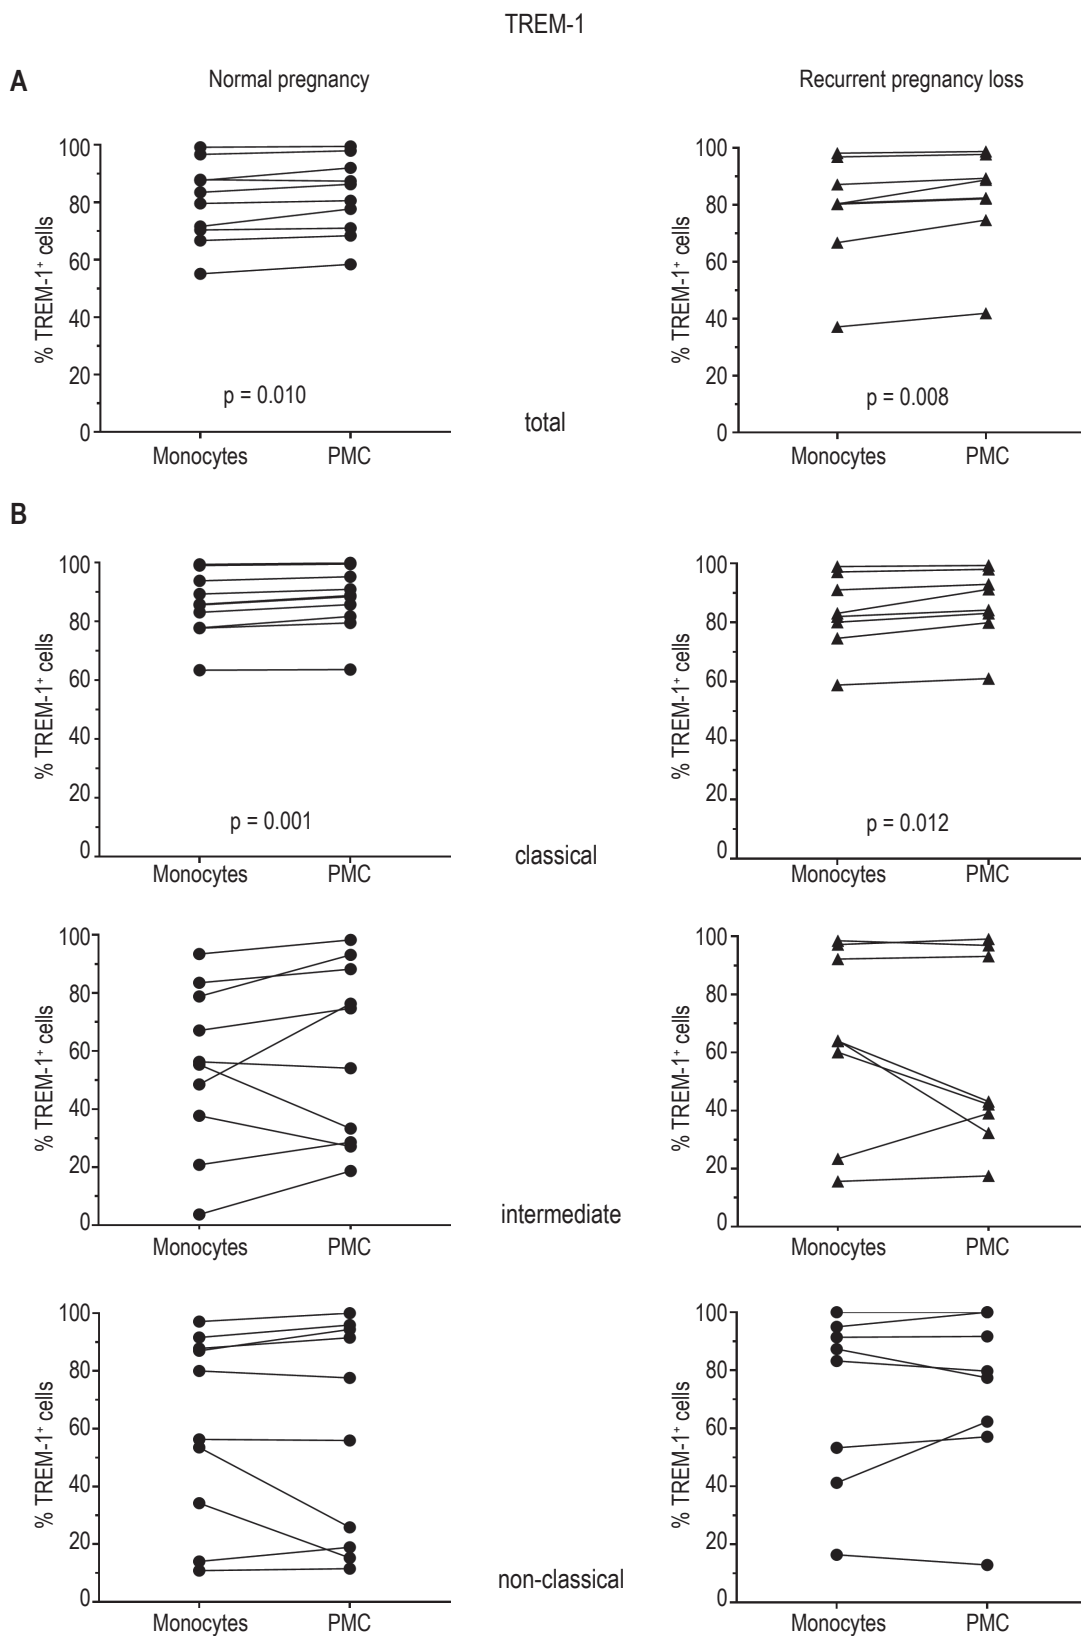 TREM-1
A
Normal pregnancy
Recurrent pregnancy loss
% TREM-1⁺ cells
100
80
60
40
20
0
p = 0.010
Monocytes PMC
total
% TREM-1⁺ cells
100
80
60
40
20
0
p = 0.008
Monocytes PMC
B
% TREM-1⁺ cells
100
80
60
40
20
0
p = 0.001
Monocytes PMC
classical
% TREM-1⁺ cells
100
80
60
40
20
0
p = 0.012
Monocytes PMC
% TREM-1⁺ cells
100
80
60
40
20
0
Monocytes PMC
intermediate
% TREM-1⁺ cells
100
80
60
40
20
0
Monocytes PMC
% TREM-1⁺ cells
100
80
60
40
20
0
Monocytes PMC
non-classical
% TREM-1⁺ cells
100
80
60
40
20
0
Monocytes PMC